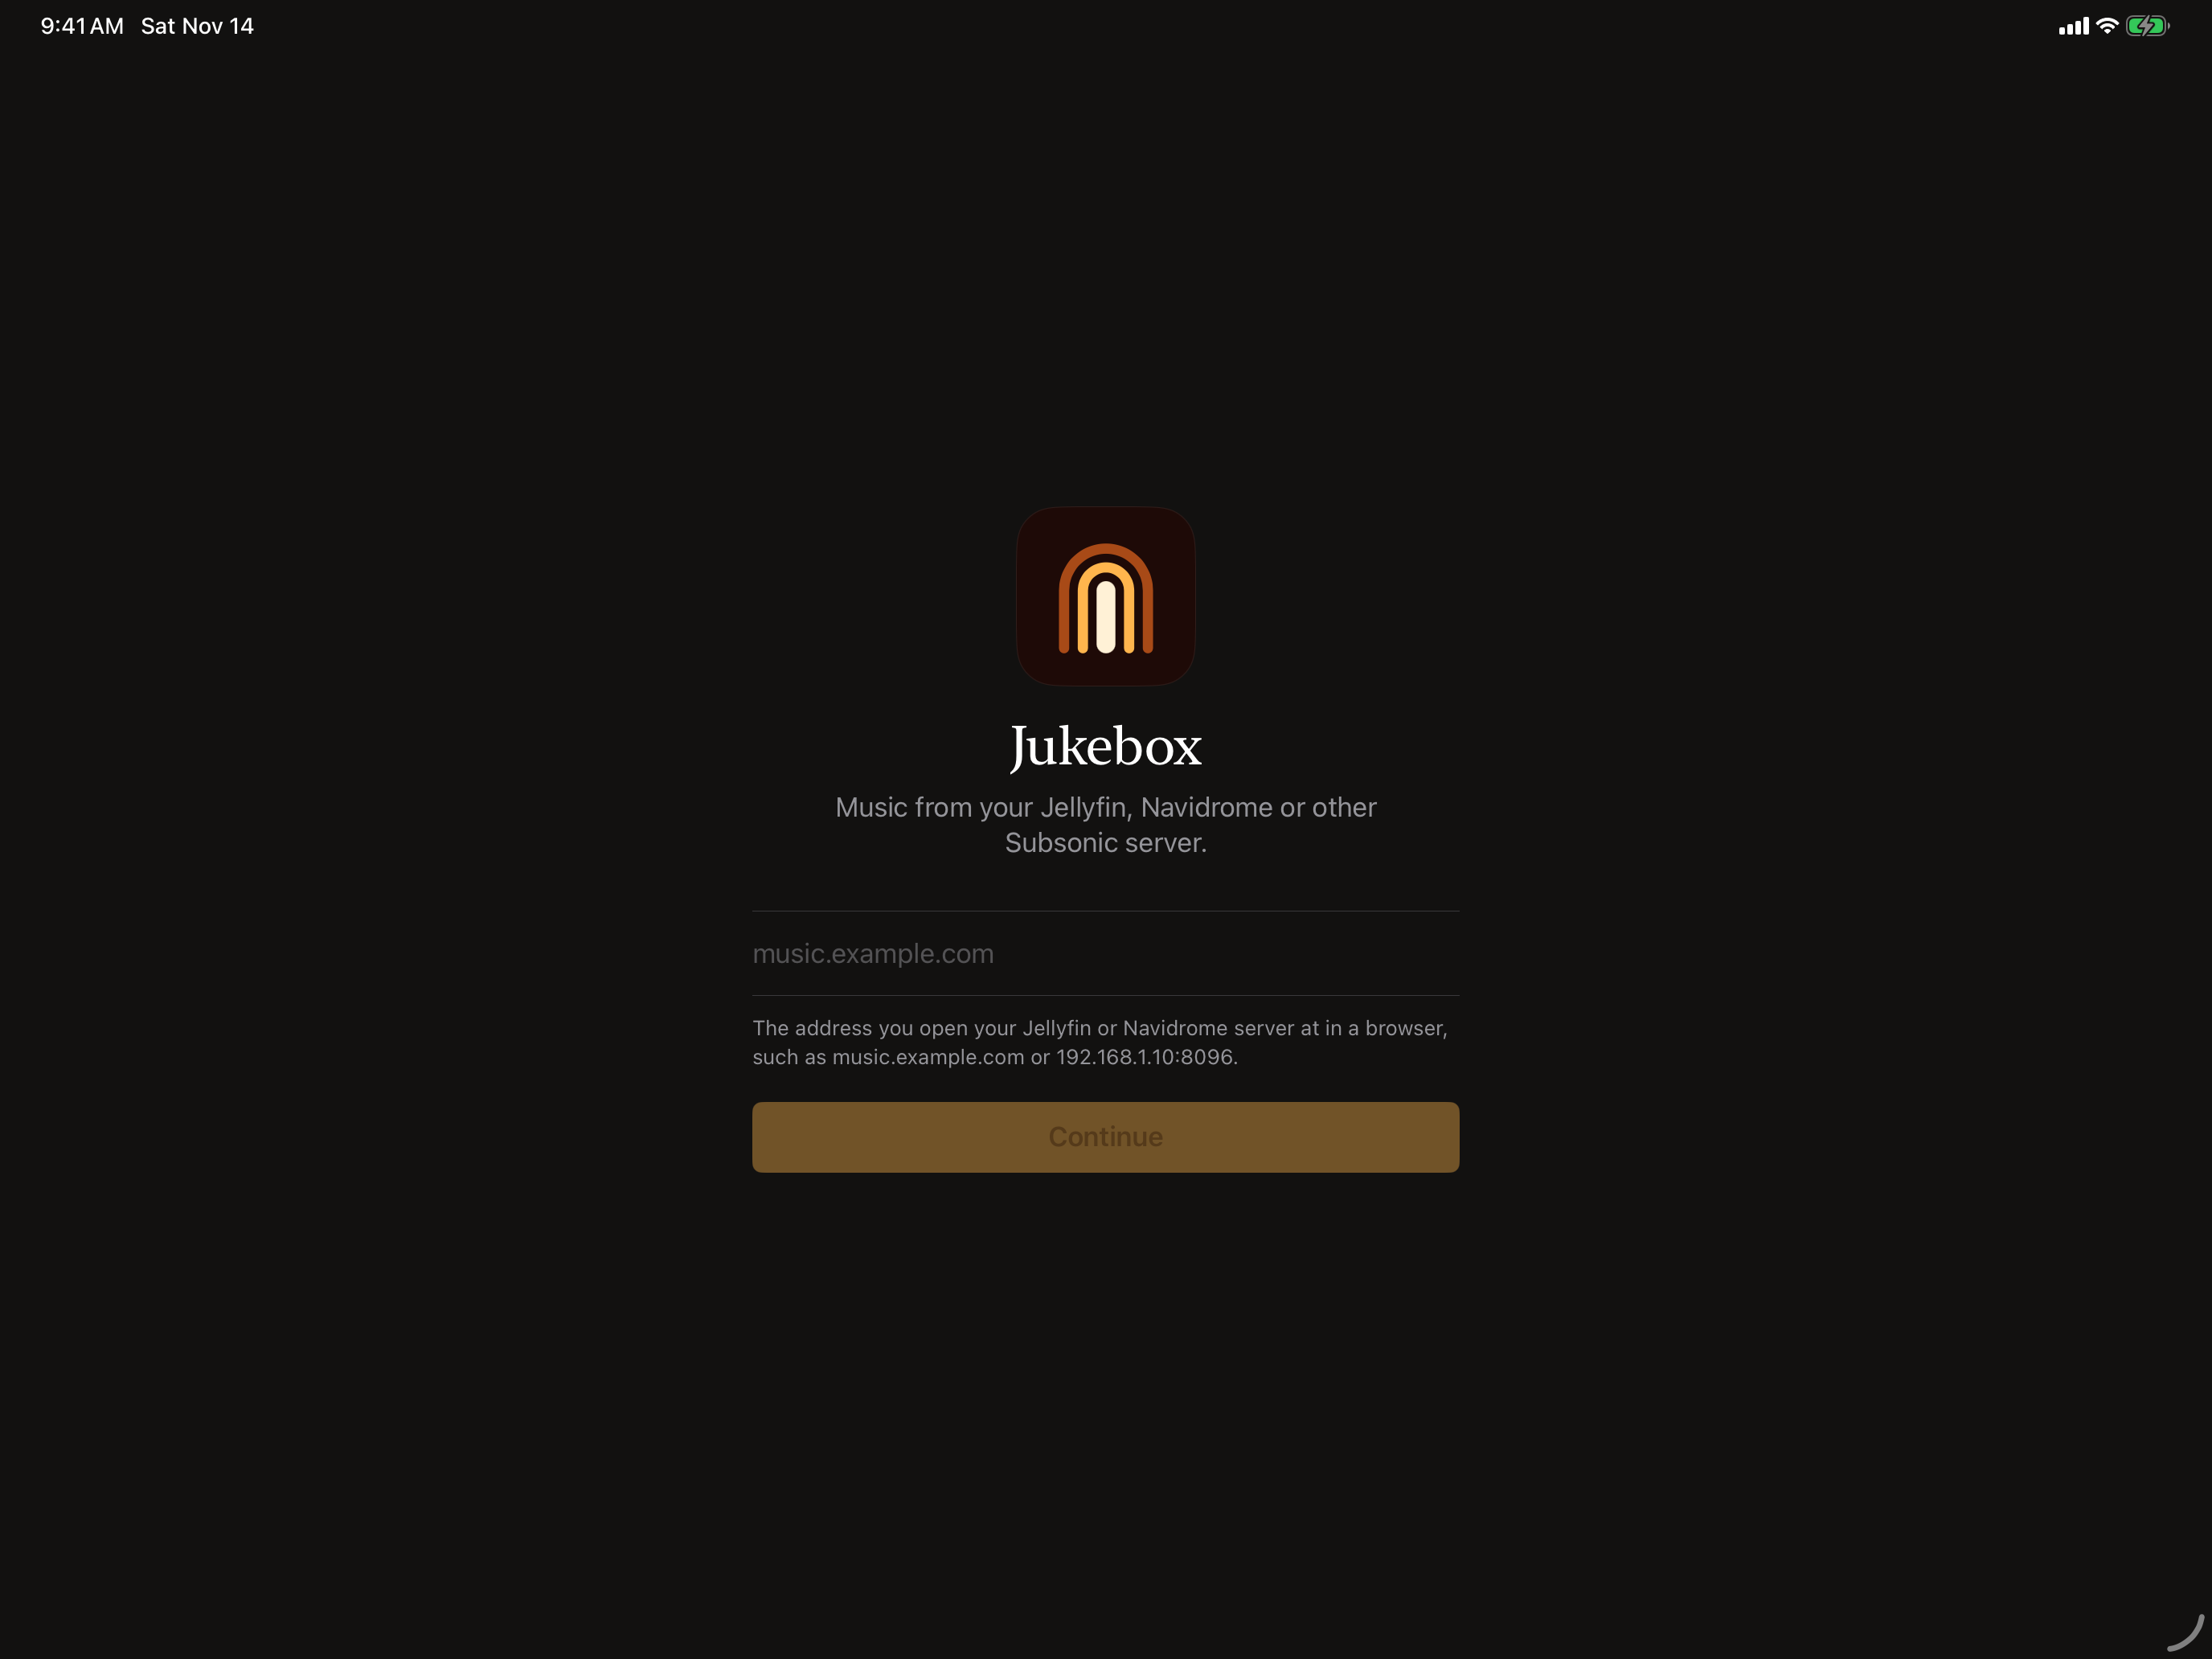 9:41 AM Sat Nov 14
Jukebox
Music from your Jellyfin, Navidrome or other
Subsonic server.
music.example.com
The address you open your Jellyfin or Navidrome server at in a browser,
such as music.example.com or 192.168.1.10:8096.
Continue